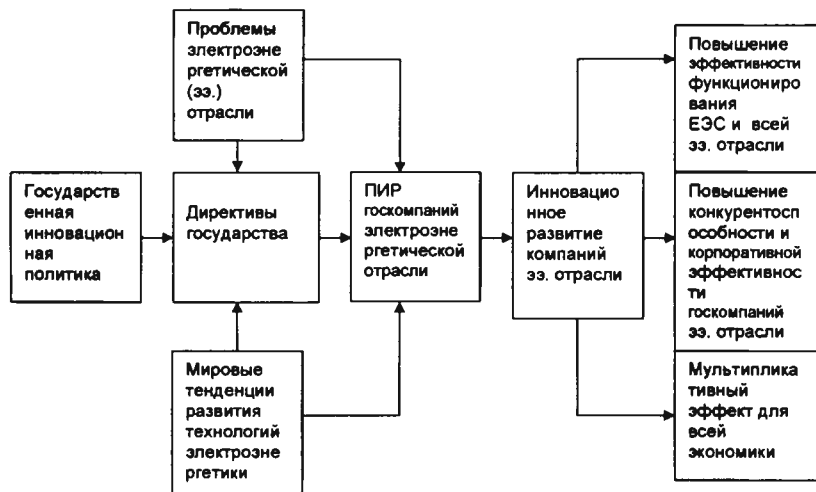 Проблемы
электроэне
ргетической
(ээ.)
отрасли
Государств
енная
инновацион
ная
политика
Директивы
государства
Мировые
тенденции
развития
технологий
электроэне
ргетики
ПИР
госкомпаний
электроэне
ргетической
отрасли
Инновацио
нное
развитие
компаний
ээ. отрасли
Повышение
эффективности
функциониро
вания
ЕЭС и всей
ээ. отрасли
Повышение
конкурентосп
особности и
корпоративной
эффективнос
ти
госкомпаний
ээ. отрасли
Мультиплика
тивный
эффект для
всей
экономики